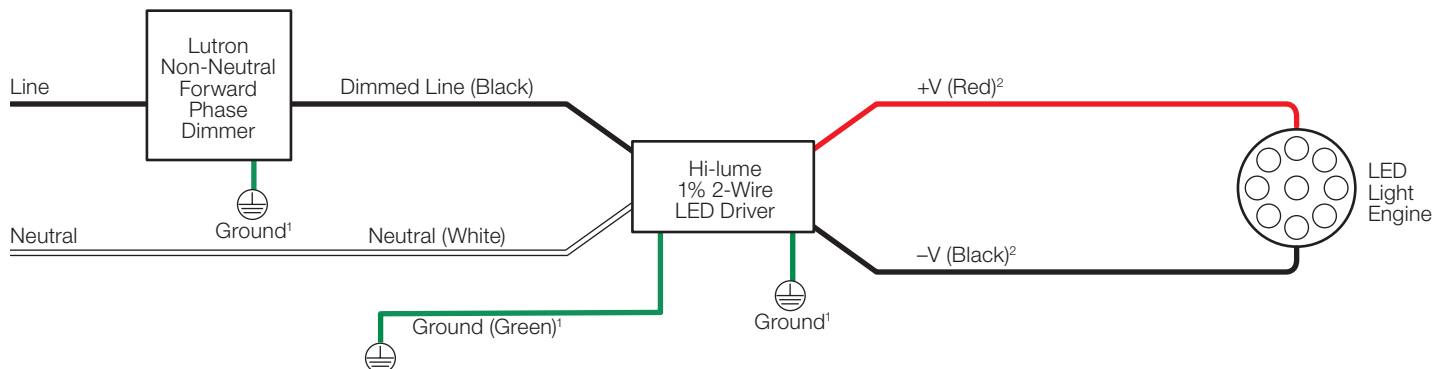 Line
Lutron
Non-Neutral
Forward
Phase
Dimmer
Dimmed Line (Black)
+V (Red)²
Hi-lume
1% 2-Wire
LED Driver
LED
Light
Engine
Ground¹
Neutral
Neutral (White)
–V (Black)²
Ground (Green)¹
Ground¹